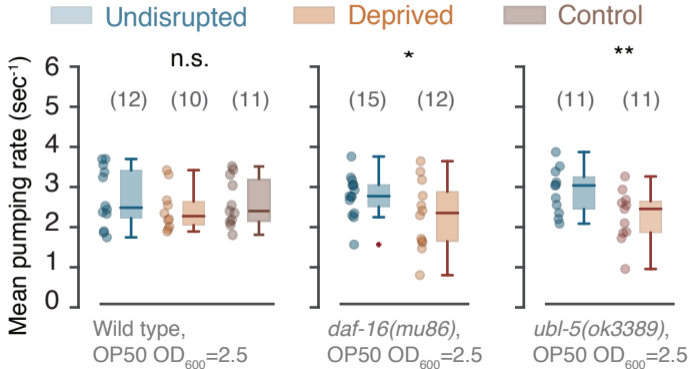 Undisrupted Deprived Control
n.s. * **
(12) (10) (11) (15) (12) (11) (11)
Mean pumping rate (sec⁻¹)
6
5
4
3
2
1
0
Wild type, daf-16(mu86), ubl-5(ok3389),
OP50 OD₆₀₀=2.5 OP50 OD₆₀₀=2.5 OP50 OD₆₀₀=2.5